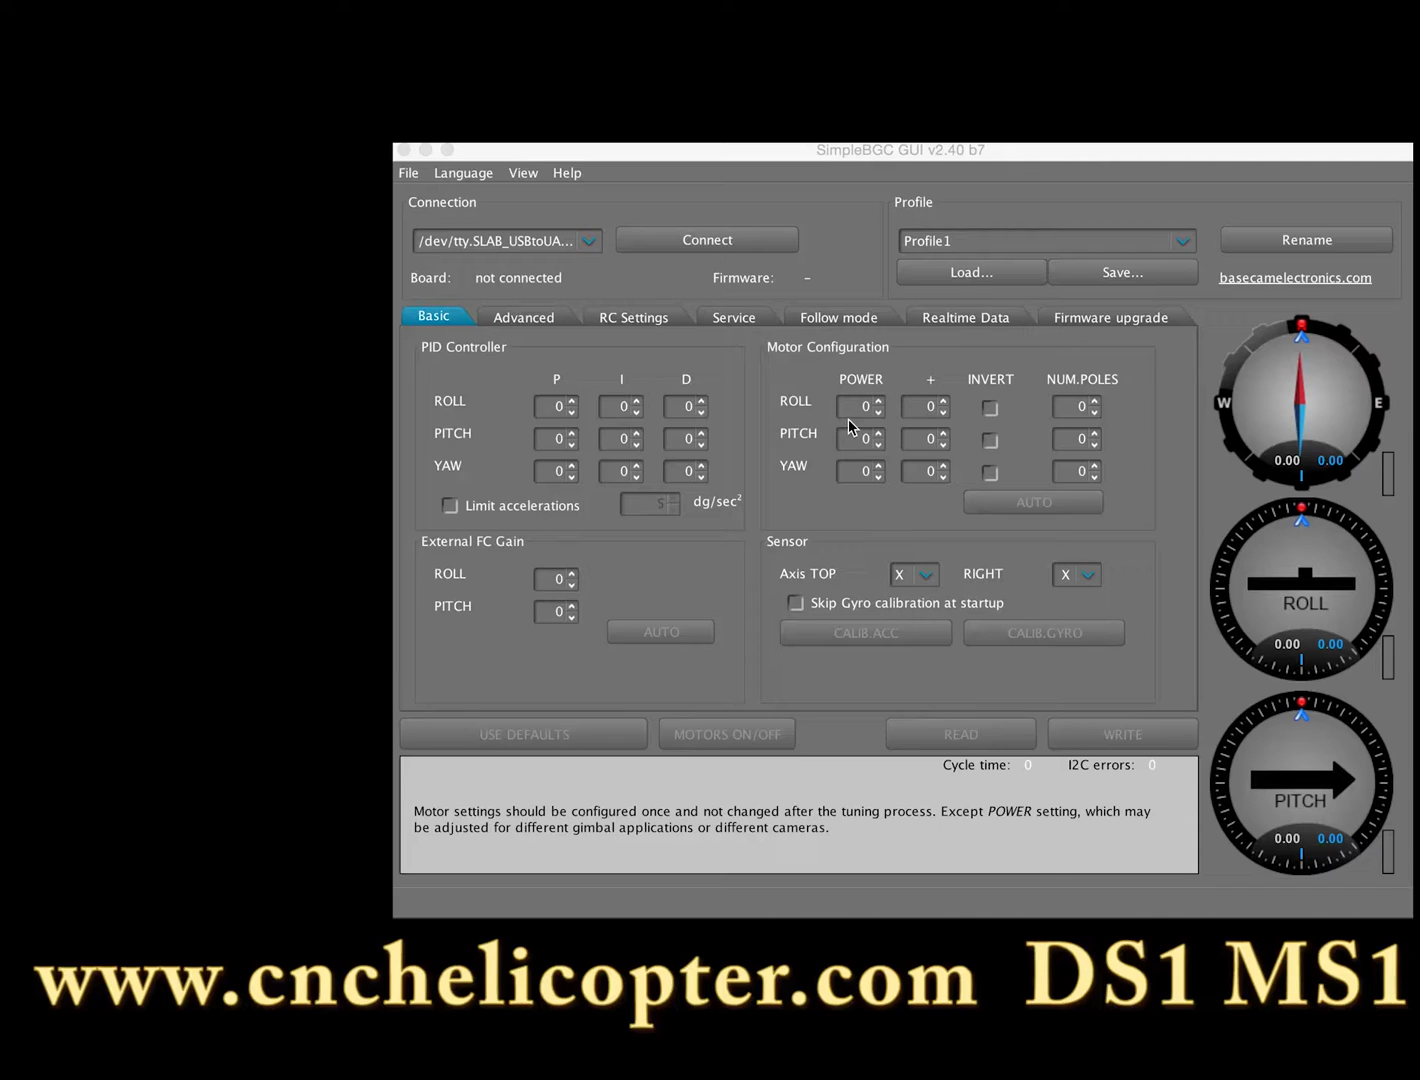 SimpleBGC GUI v2.40 b7
File Language View Help
Connection
/dev/tty.SLAB_USBtoUA... Connect
Board: not connected Firmware: -
Profile
Profile1 Rename
Load... Save... basecamelectronics.com
Basic Advanced RC Settings Service Follow mode Realtime Data Firmware upgrade
PID Controller
P I D
ROLL 0 0 0
PITCH 0 0 0
YAW 0 0 0
Limit accelerations 5 dg/sec²
Motor Configuration
POWER + INVERT NUM.POLES
ROLL 0 0 0
PITCH 0 0 0
YAW 0 0 0
AUTO
External FC Gain
ROLL 0
PITCH 0
AUTO
Sensor
Axis TOP X RIGHT X
Skip Gyro calibration at startup
CALIB.ACC CALIB.GYRO
W E
0.00 0.00
ROLL
0.00 0.00
PITCH
0.00 0.00
USE DEFAULTS MOTORS ON/OFF READ WRITE
Cycle time: 0 I2C errors: 0
Motor settings should be configured once and not changed after the tuning process. Except POWER setting, which may
be adjusted for different gimbal applications or different cameras.
www.cnchelicopter.com DS1 MS1